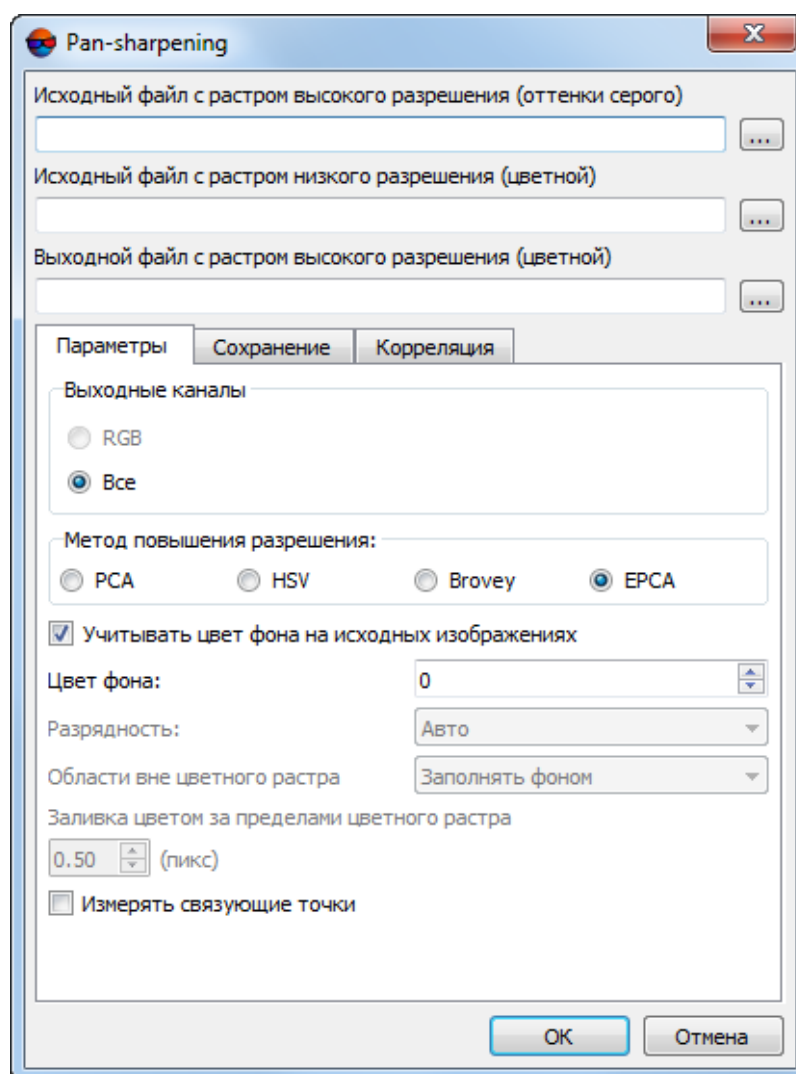 Pan-sharpening
Исходный файл с растром высокого разрешения (оттенки серого)
...
Исходный файл с растром низкого разрешения (цветной)
...
Выходной файл с растром высокого разрешения (цветной)
...
Параметры Сохранение Корреляция
Выходные каналы
RGB
Все
Метод повышения разрешения:
PCA HSV Brovey EPCA
Учитывать цвет фона на исходных изображениях
Цвет фона: 0
Разрядность: Авто
Области вне цветного растра Заполнять фоном
Заливка цветом за пределами цветного растра
0.50 (пикс)
Измерять связующие точки
OK Отмена